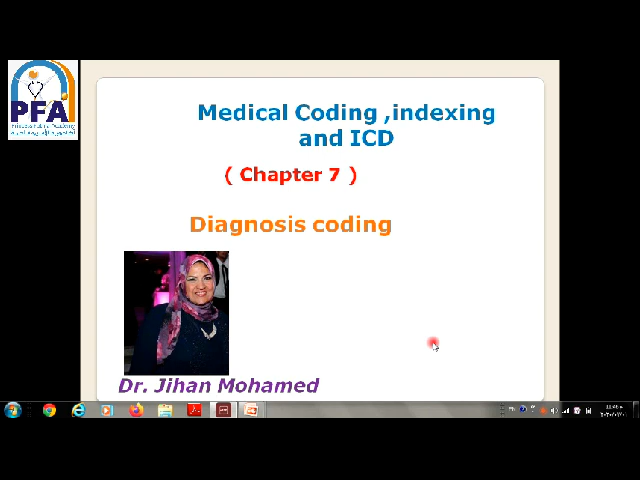 PFA
Medical Coding ,indexing
and ICD
( Chapter 7 )
Diagnosis coding
Dr. Jihan Mohamed